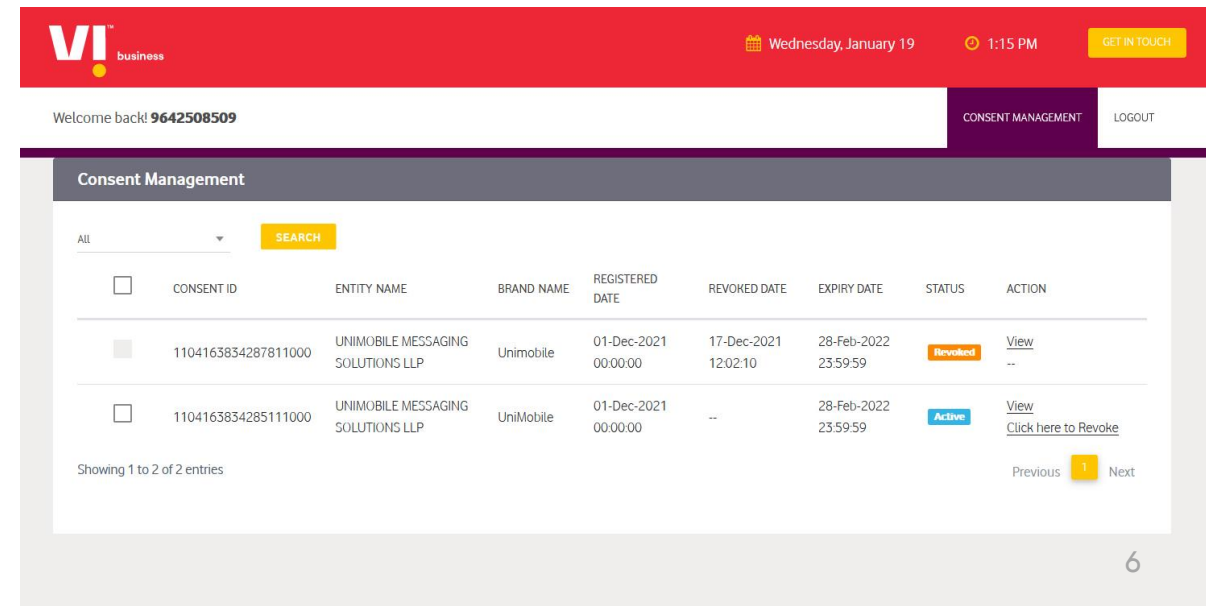 VI™ business
Wednesday, January 19
1:15 PM
GET IN TOUCH
Welcome back! 9642508509
CONSENT MANAGEMENT
LOGOUT
Consent Management
All
SEARCH
CONSENT ID
ENTITY NAME
BRAND NAME
REGISTERED
DATE
REVOKED DATE
EXPIRY DATE
STATUS
ACTION
1104163834287811000
UNIMOBILE MESSAGING
SOLUTIONS LLP
Unimobile
01-Dec-2021
00:00:00
17-Dec-2021
12:02:10
28-Feb-2022
23:59:59
Revoked
View
--
1104163834285111000
UNIMOBILE MESSAGING
SOLUTIONS LLP
UniMobile
01-Dec-2021
00:00:00
--
28-Feb-2022
23:59:59
Active
View
Click here to Revoke
Showing 1 to 2 of 2 entries
Previous 1 Next
6